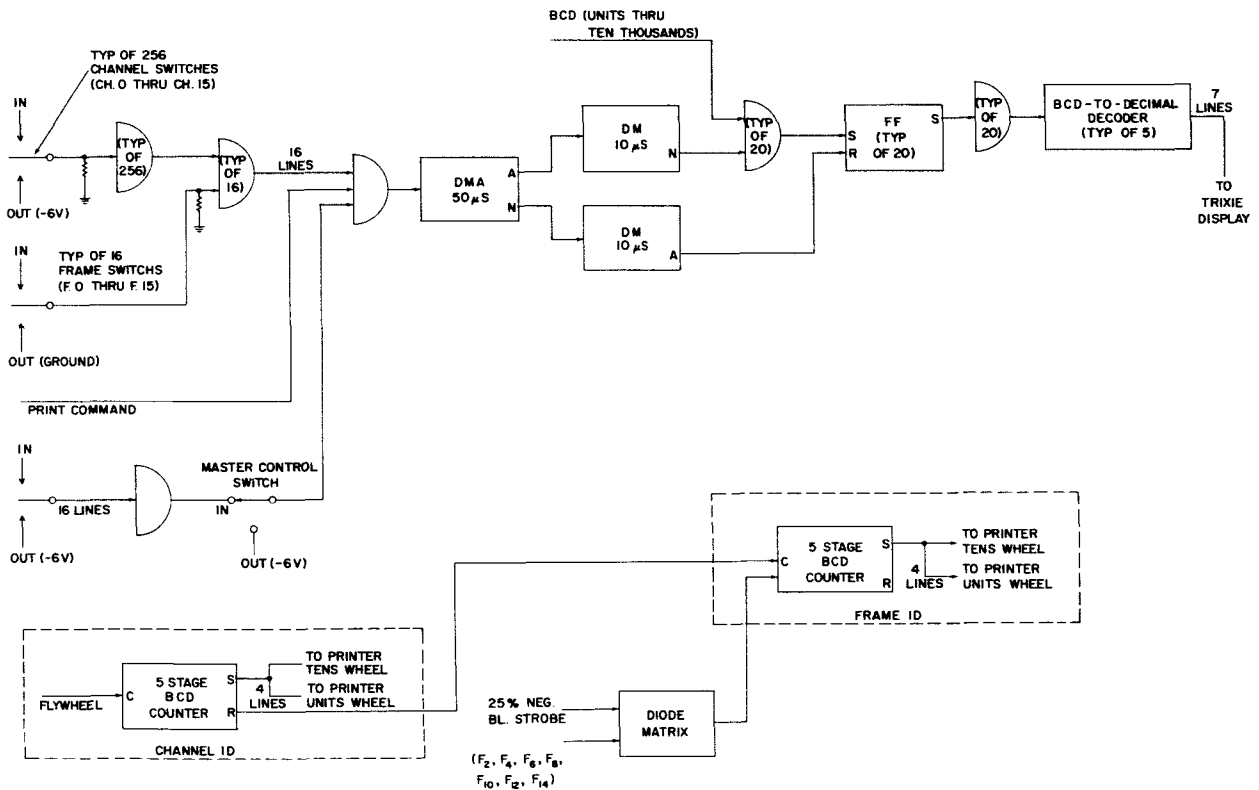 BCD (UNITS THRU
TEN THOUSANDS)
TYP OF 256
CHANNEL SWITCHES
(CH. 0 THRU CH. 15)
IN
OUT (-6V)
(TYP
OF
256)
(TYP
OF
16)
16
LINES
IN
TYP OF 16
FRAME SWITCHS
(F. 0 THRU F. 15)
OUT (GROUND)
PRINT COMMAND
DMA
50 μS
A
N
DM
10 μS
N
DM
10 μS
A
(TYP
OF
20)
S
R
FF
(TYP
OF 20)
S
(TYP
OF
20)
BCD-TO-DECIMAL
DECODER
(TYP OF 5)
7
LINES
TO
TRIXIE
DISPLAY
IN
16 LINES
OUT (-6V)
MASTER CONTROL
SWITCH
IN
OUT (-6V)
C
5 STAGE
BCD
COUNTER
S
R
4
LINES
TO PRINTER
TENS WHEEL
TO PRINTER
UNITS WHEEL
FRAME ID
FLYWHEEL
C
5 STAGE
BCD
COUNTER
S
R
4
LINES
TO PRINTER
TENS WHEEL
TO PRINTER
UNITS WHEEL
CHANNEL ID
25% NEG.
BL. STROBE
(F2, F4, F6, F8,
F10, F12, F14)
DIODE
MATRIX